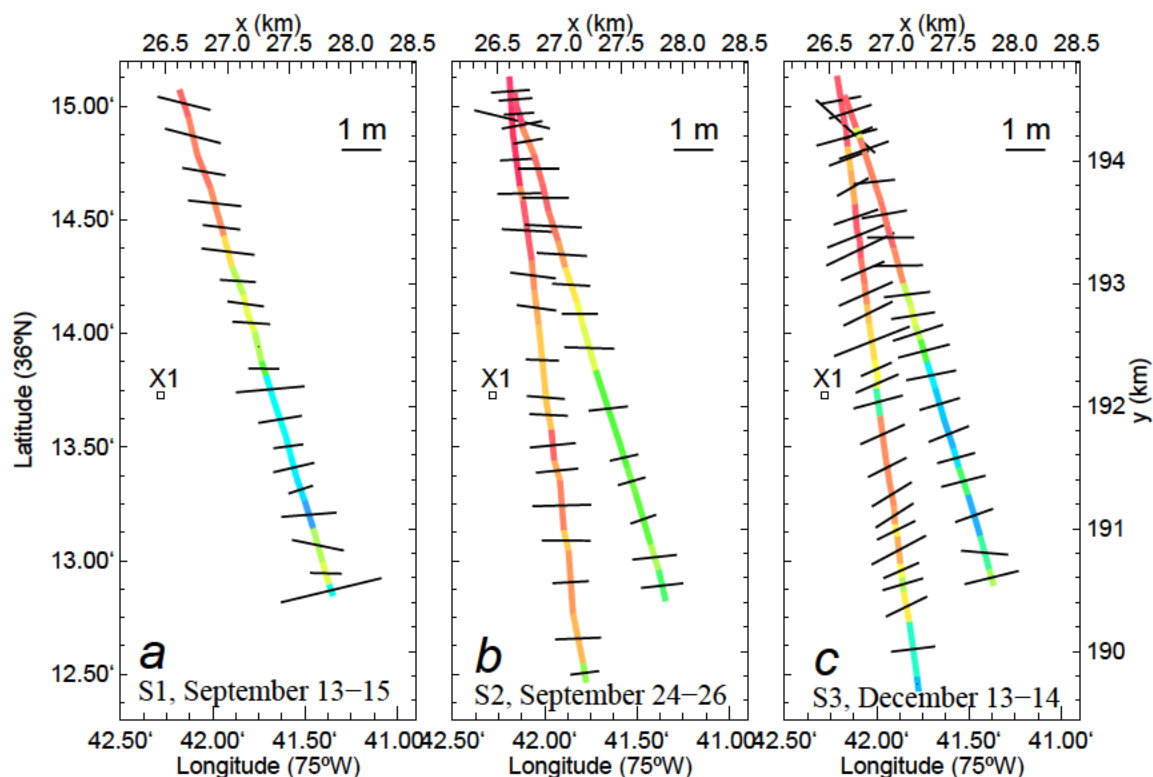 x (km)
x (km)
x (km)
26.5 27.0 27.5 28.0 28.5
26.5 27.0 27.5 28.0 28.5
26.5 27.0 27.5 28.0 28.5
15.00‘
14.50‘
14.00‘
13.50‘
13.00‘
12.50‘
Latitude (36ºN)
1 m
X1
a
S1, September 13−15
1 m
X1
b
S2, September 24−26
1 m
X1
c
S3, December 13−14
194
193
192
191
190
y (km)
42.50‘ 42.00‘ 41.50‘ 41.00‘
42.50‘ 42.00‘ 41.50‘ 41.00‘
42.50‘ 42.00‘ 41.50‘ 41.00‘
Longitude (75ºW)
Longitude (75ºW)
Longitude (75ºW)